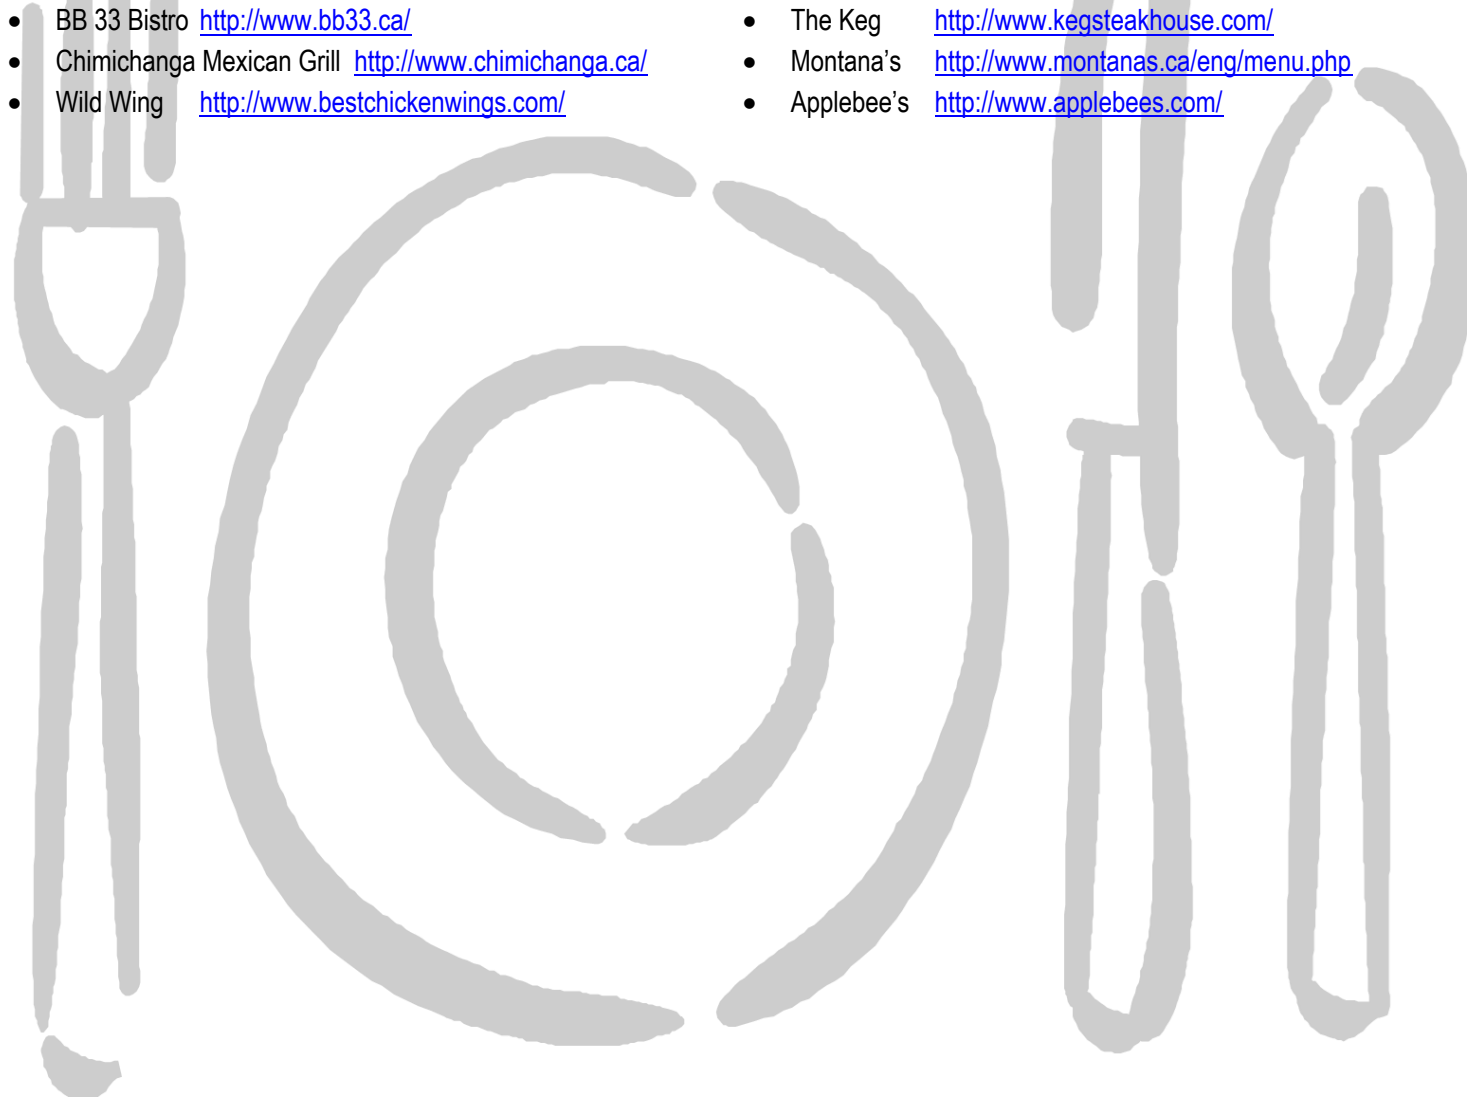 • BB 33 Bistro http://www.bb33.ca/
• Chimichanga Mexican Grill http://www.chimichanga.ca/
• Wild Wing http://www.bestchickenwings.com/
• The Keg http://www.kegsteakhouse.com/
• Montana’s http://www.montanas.ca/eng/menu.php
• Applebee’s http://www.applebees.com/